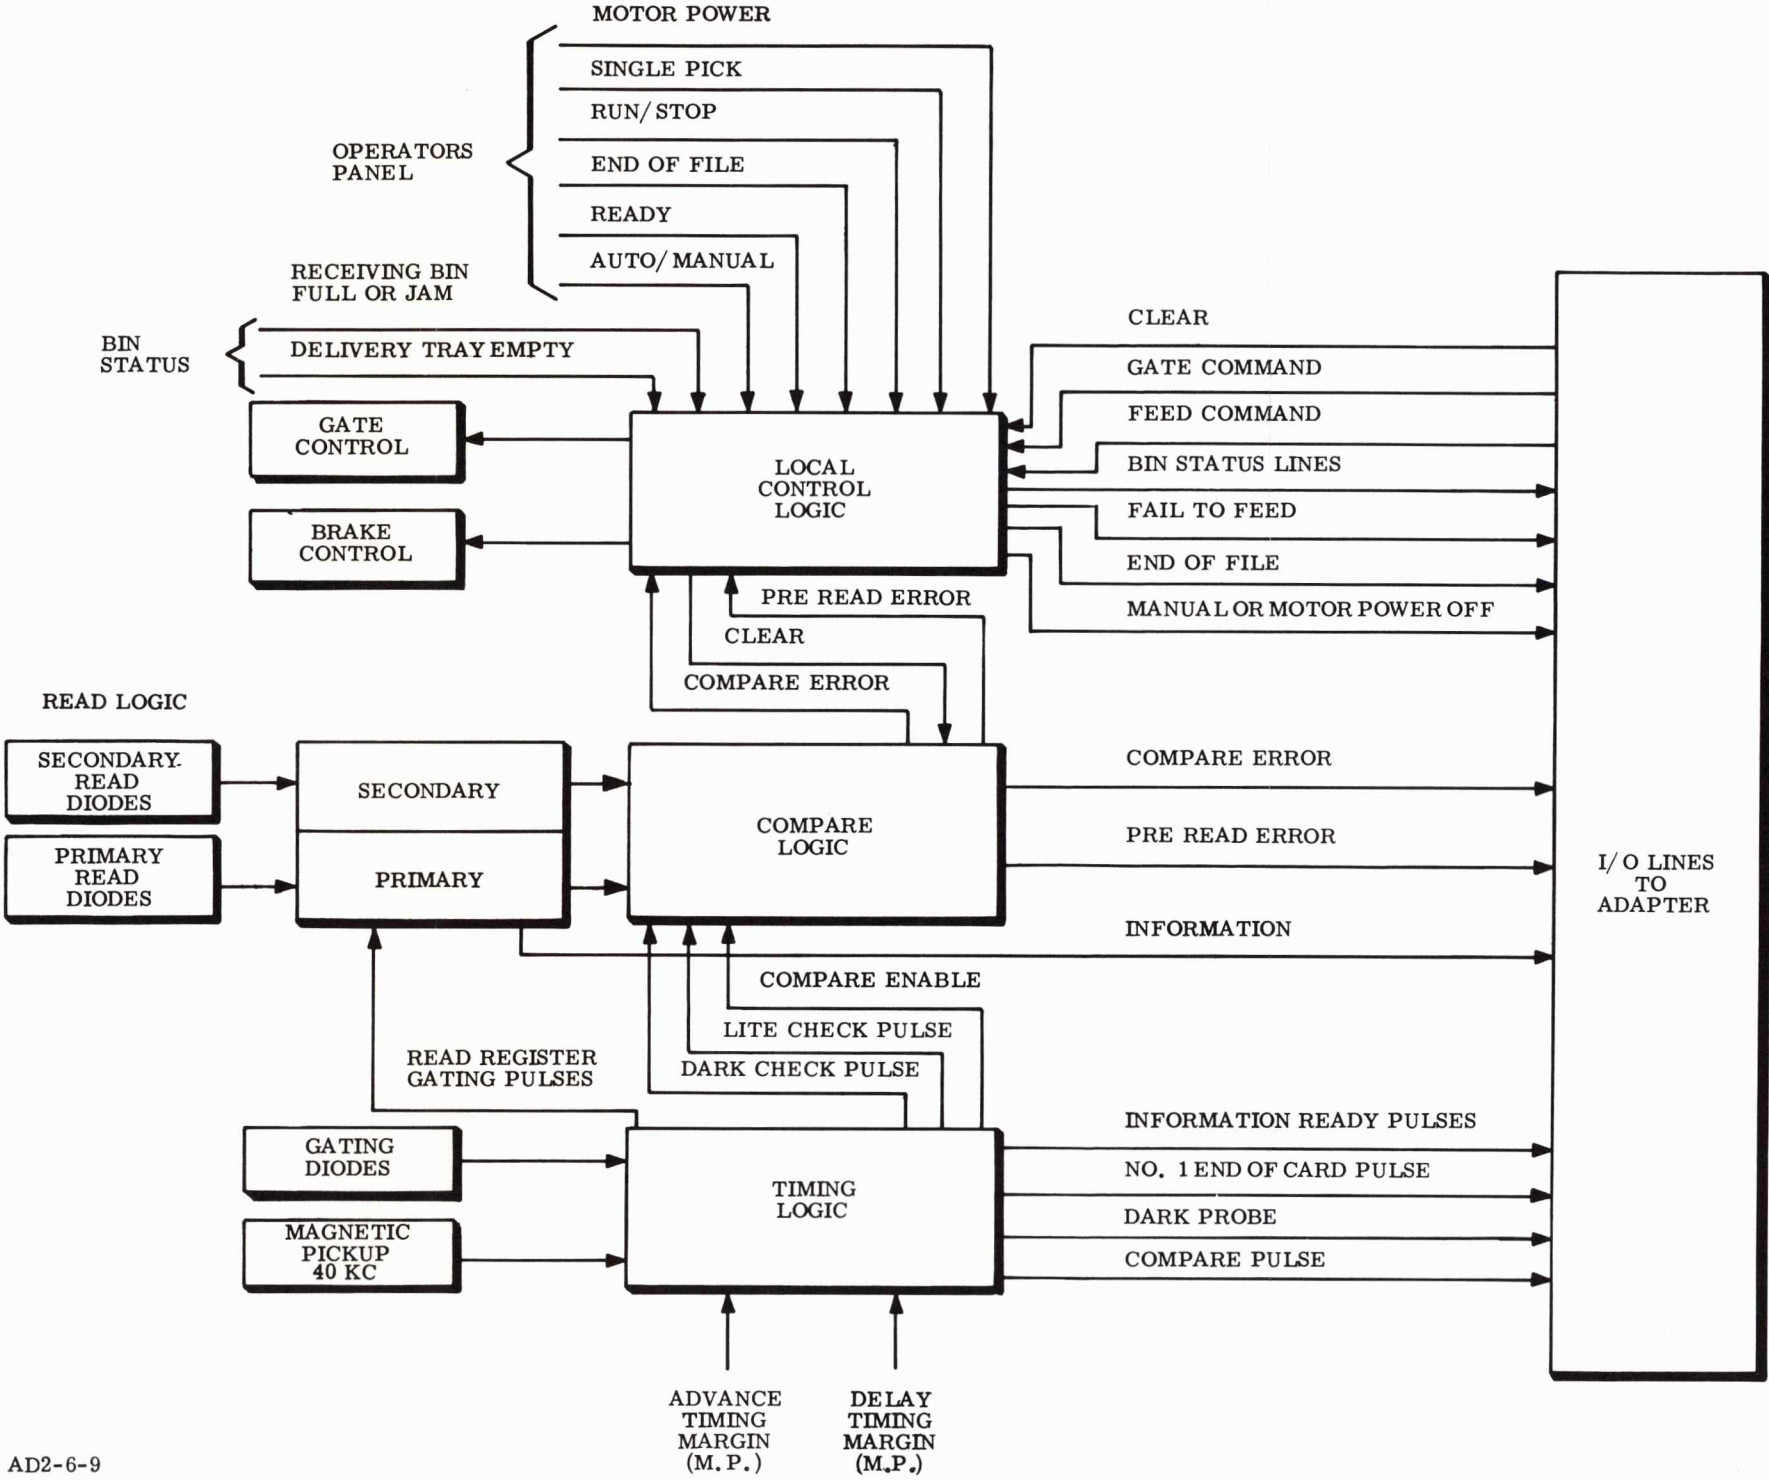 MOTOR POWER
SINGLE PICK
RUN/STOP
OPERATORS
PANEL
END OF FILE
READY
AUTO/MANUAL
RECEIVING BIN
FULL OR JAM
BIN
STATUS
DELIVERY TRAY EMPTY
GATE
CONTROL
BRAKE
CONTROL
LOCAL
CONTROL
LOGIC
CLEAR
GATE COMMAND
FEED COMMAND
BIN STATUS LINES
FAIL TO FEED
END OF FILE
MANUAL OR MOTOR POWER OFF
PRE READ ERROR
CLEAR
COMPARE ERROR
READ LOGIC
SECONDARY-
READ
DIODES
PRIMARY
READ
DIODES
SECONDARY
PRIMARY
COMPARE
LOGIC
COMPARE ERROR
PRE READ ERROR
INFORMATION
I/O LINES
TO
ADAPTER
COMPARE ENABLE
LITE CHECK PULSE
DARK CHECK PULSE
READ REGISTER
GATING PULSES
GATING
DIODES
MAGNETIC
PICKUP
40 KC
TIMING
LOGIC
INFORMATION READY PULSES
NO. 1 END OF CARD PULSE
DARK PROBE
COMPARE PULSE
ADVANCE
TIMING
MARGIN
(M.P.)
DELAY
TIMING
MARGIN
(M.P.)
AD2-6-9